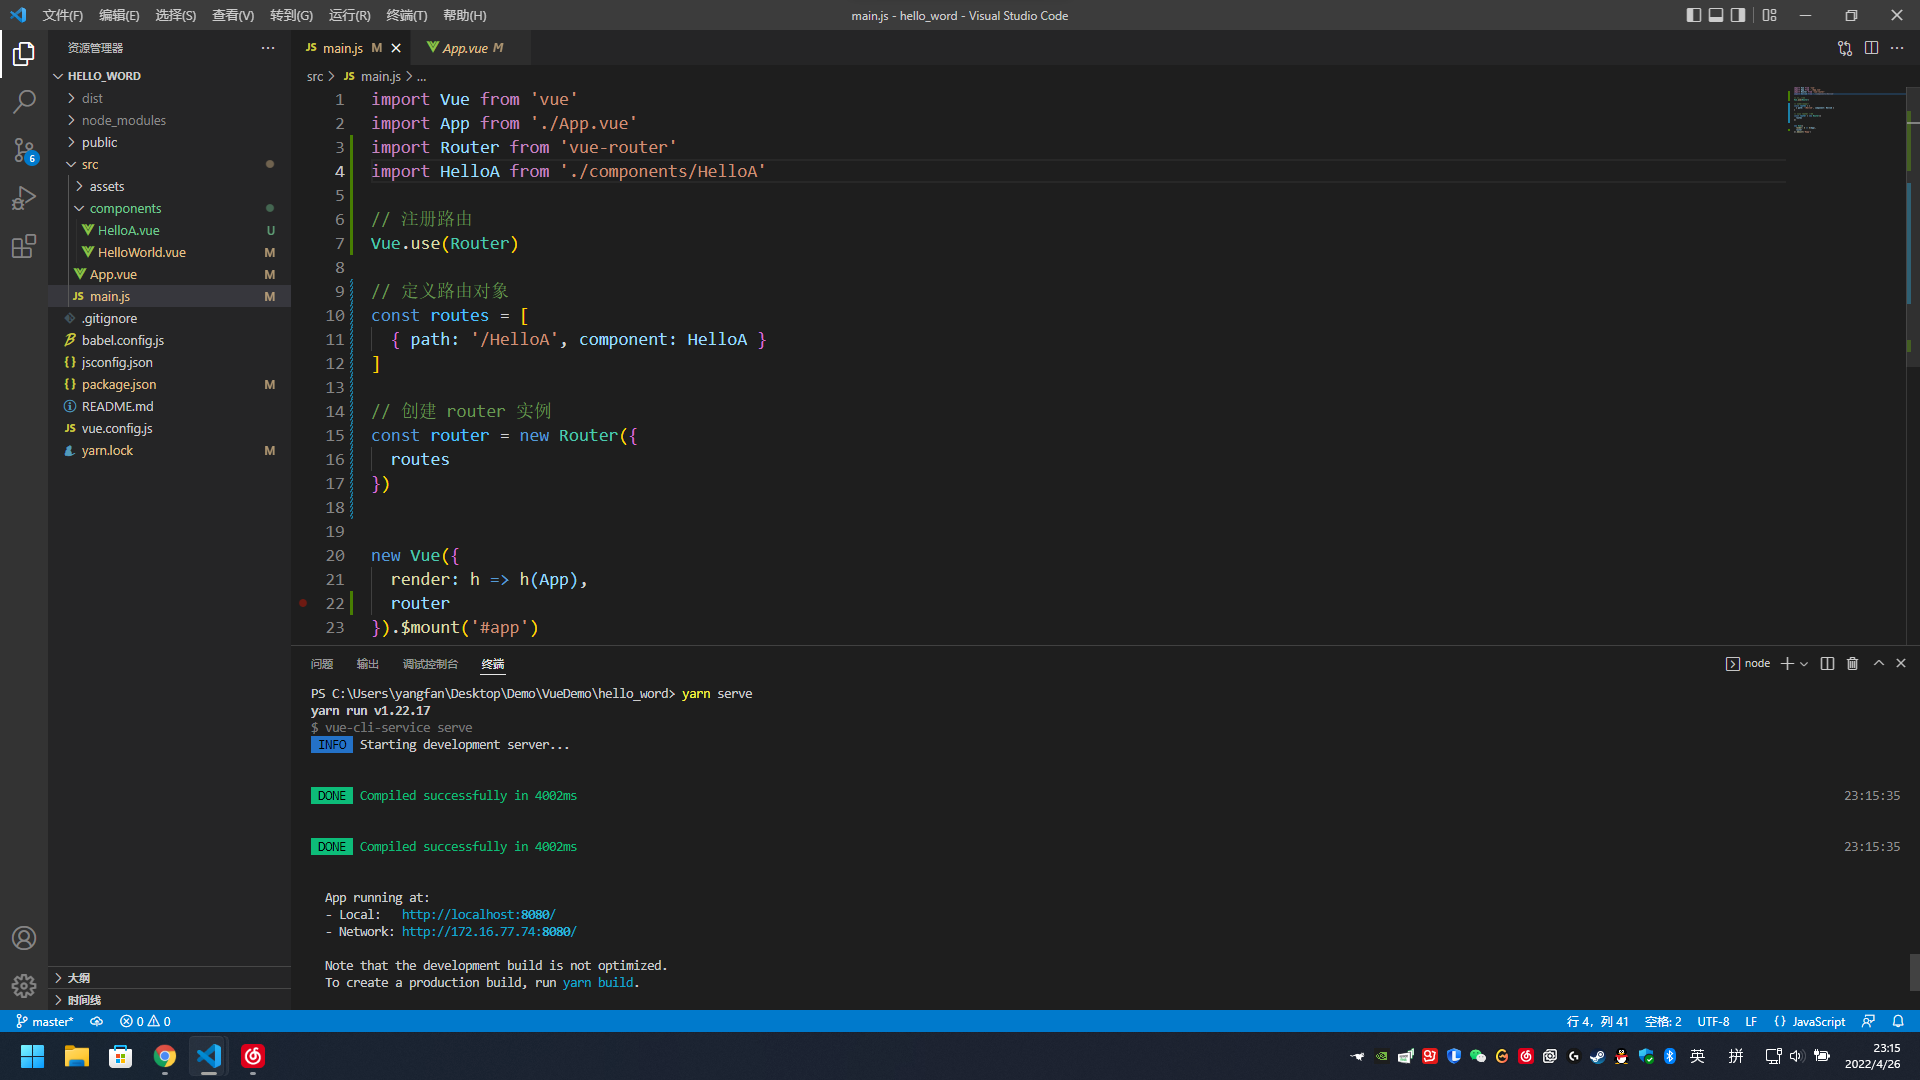 文件(F) 编辑(E) 选择(S) 查看(V) 转到(G) 运行(R) 终端(T) 帮助(H)
main.js - hello_word - Visual Studio Code
资源管理器
HELLO_WORD
dist
node_modules
public
src
assets
components
HelloA.vue U
HelloWorld.vue M
App.vue M
JS main.js M
.gitignore
babel.config.js
{} jsconfig.json
{} package.json M
README.md
JS vue.config.js
yarn.lock M
大纲
时间线
6
JS main.js M
App.vue M
src > JS main.js > ...
1 import Vue from 'vue'
2 import App from './App.vue'
3 import Router from 'vue-router'
4 import HelloA from './components/HelloA'
5
6 // 注册路由
7 Vue.use(Router)
8
9 // 定义路由对象
10 const routes = [
11 { path: '/HelloA', component: HelloA }
12 ]
13
14 // 创建 router 实例
15 const router = new Router({
16 routes
17 })
18
19
20 new Vue({
21 render: h => h(App),
22 router
23 }).$mount('#app')
问题 输出 调试控制台 终端
node
PS C:\Users\yangfan\Desktop\Demo\VueDemo\hello_word> yarn serve
yarn run v1.22.17
$ vue-cli-service serve
INFO Starting development server...
DONE Compiled successfully in 4002ms 23:15:35
DONE Compiled successfully in 4002ms 23:15:35
App running at:
- Local: http://localhost:8080/
- Network: http://172.16.77.74:8080/
Note that the development build is not optimized.
To create a production build, run yarn build.
master* 0 0
行 4，列 41 空格: 2 UTF-8 LF {} JavaScript
英 拼
23:15
2022/4/26